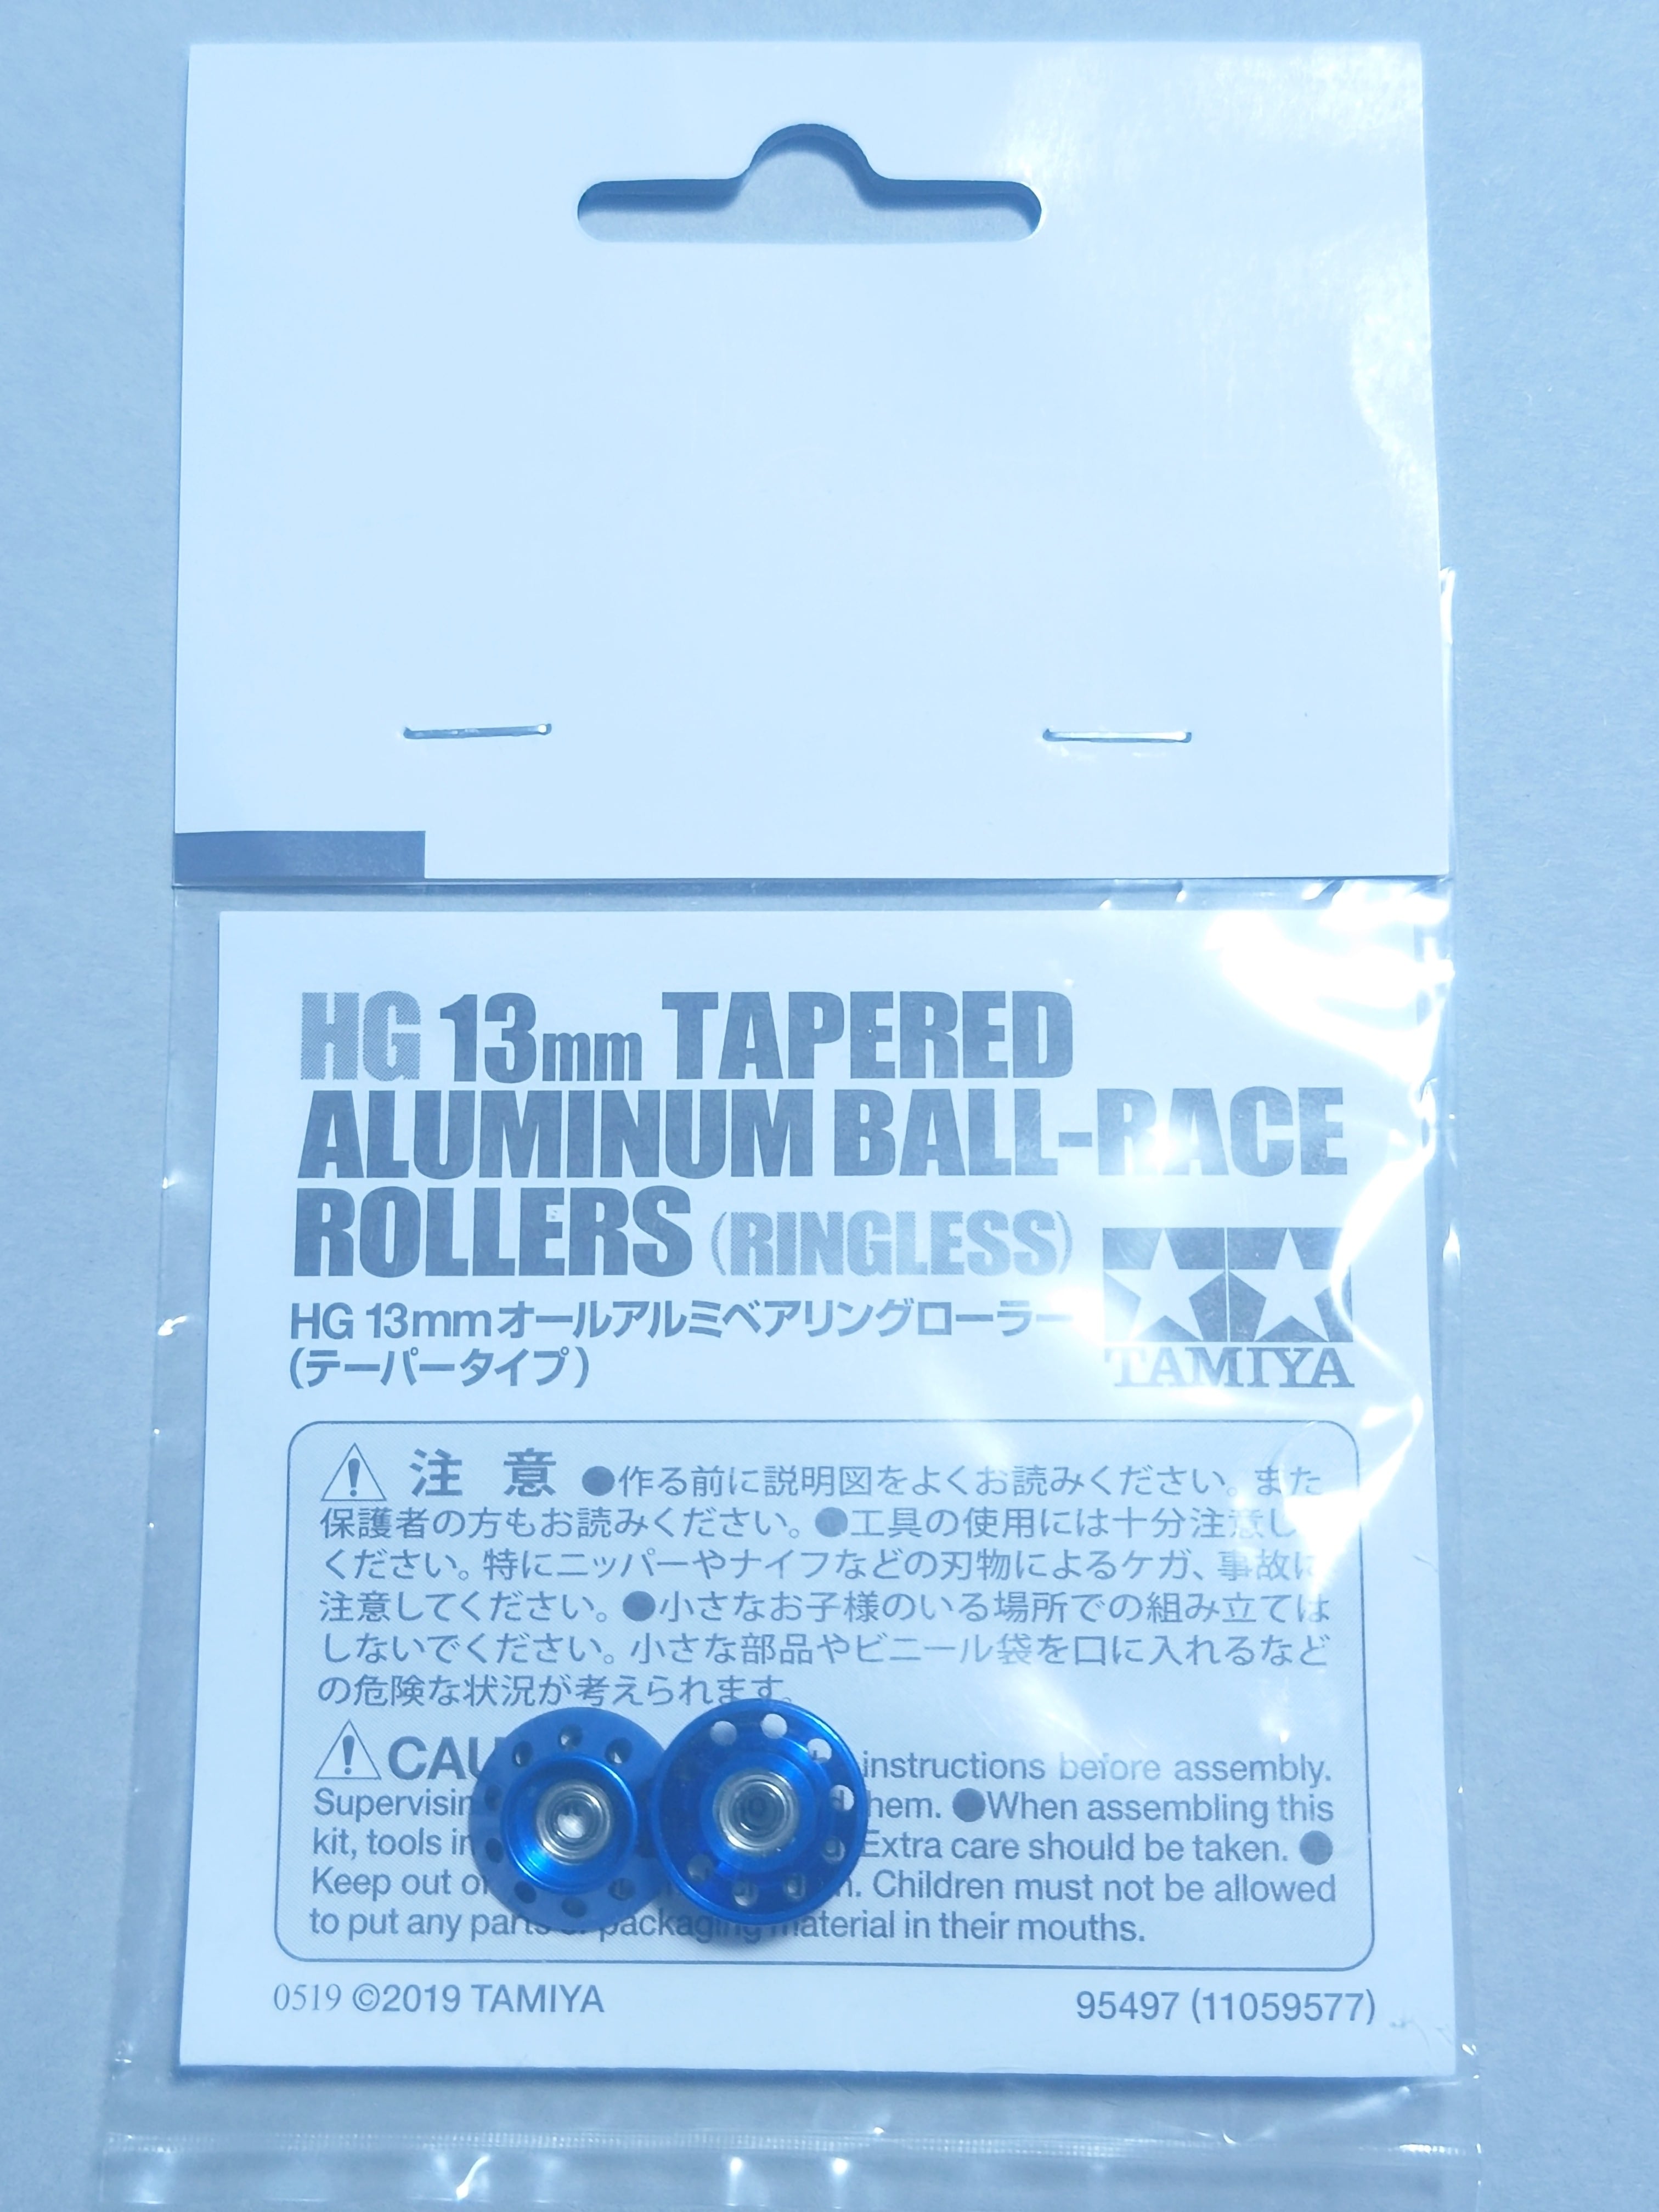 HG 13mm TAPERED
ALUMINUM BALL-RACE
ROLLERS (RINGLESS)
HG 13mmオールアルミベアリングローラー
(テーパータイプ)
TAMIYA
注 意 ●作る前に説明図をよくお読みください。また
保護者の方もお読みください。●工具の使用には十分注意し
ください。特にニッパーやナイフなどの刃物によるケガ、事故に
注意してください。●小さなお子様のいる場所での組み立ては
しないでください。小さな部品やビニール袋を口に入れるなど
の危険な状況が考えられます。
instructions before assembly.
●When assembling this
kit, tools Extra care should be taken. ●
Keep out Children must not be allowed
to put any packaging material in their mouths.
0519 ©2019 TAMIYA
95497 (11059577)